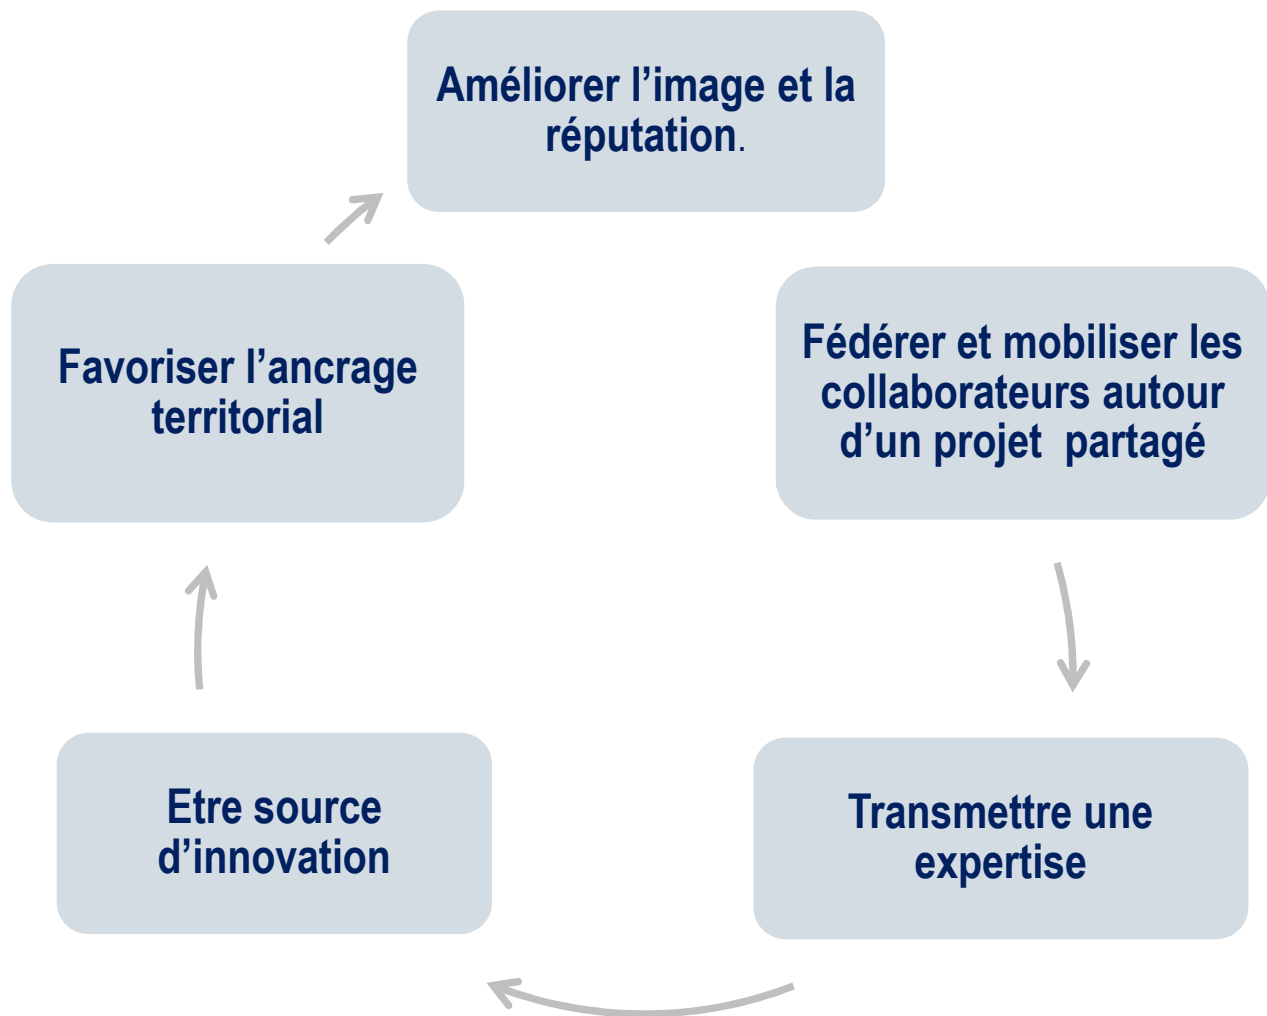 Améliorer l’image et la
réputation.
Fédérer et mobiliser les
collaborateurs autour
d’un projet  partagé
Transmettre une
expertise
Etre source
d’innovation
Favoriser l’ancrage
territorial